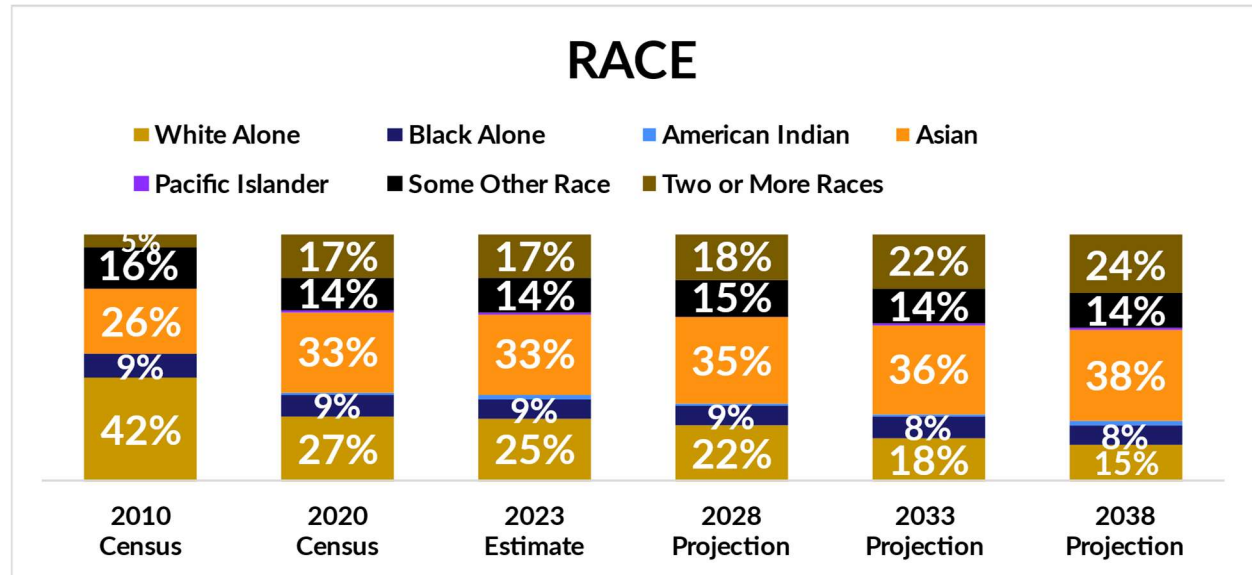 RACE
White Alone Black Alone American Indian Asian
Pacific Islander Some Other Race Two or More Races
5% 17% 17% 18% 22% 24%
16% 14% 14% 15% 14% 14%
26% 33% 33% 35% 36% 38%
9% 9% 9% 9% 8% 8%
42% 27% 25% 22% 18% 15%
2010 2020 2023 2028 2033 2038
Census Census Estimate Projection Projection Projection